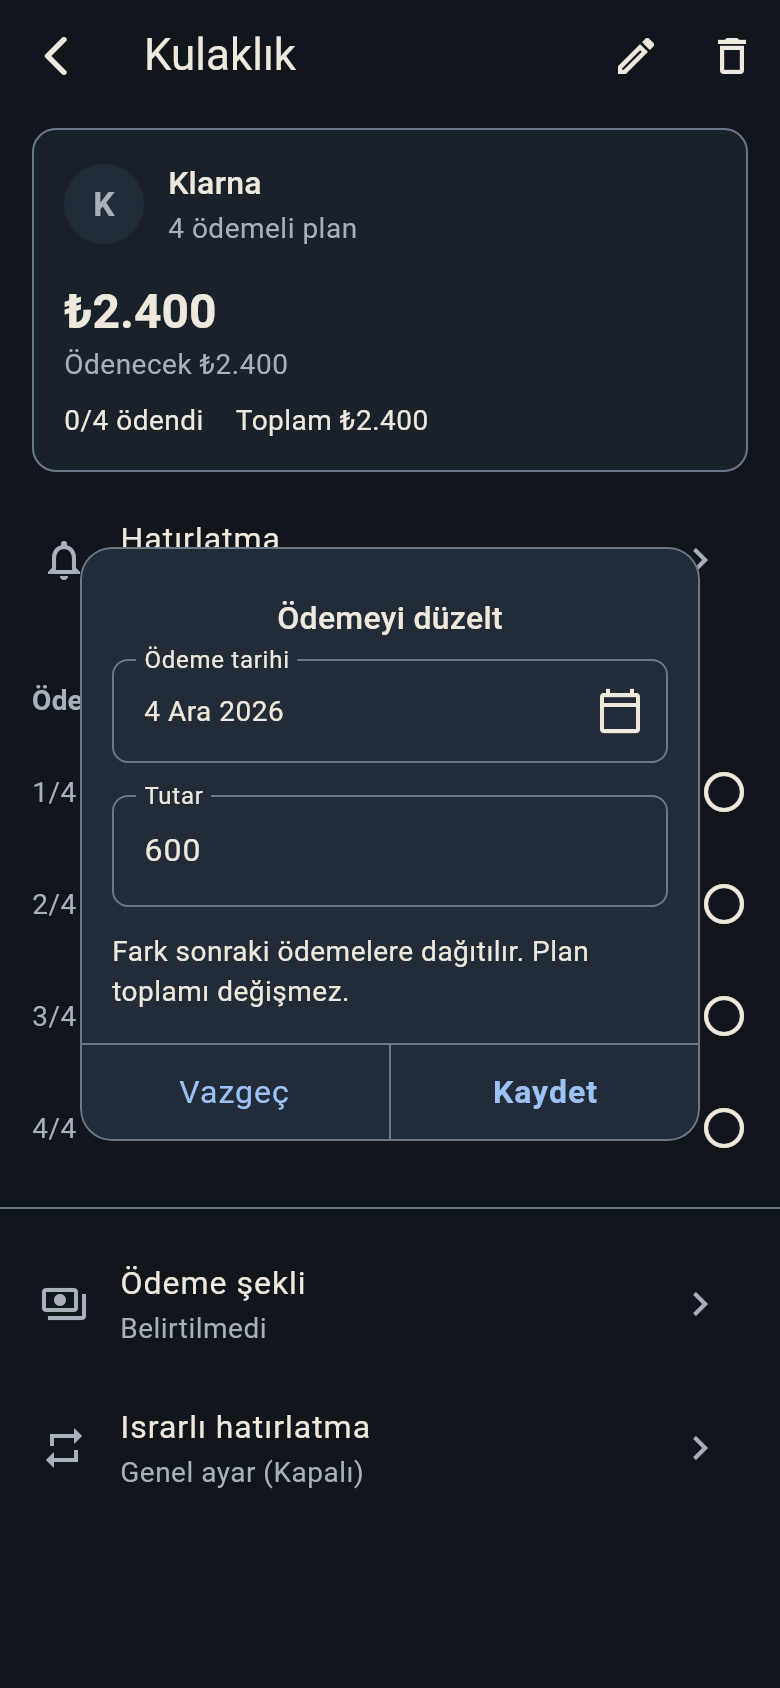 Kulaklık
K
Klarna
4 ödemeli plan
₺2.400
Ödenecek ₺2.400
0/4 ödendi Toplam ₺2.400
Hatırlatma
Ödemeyi düzelt
Ödeme tarihi
4 Ara 2026
Tutar
1/4
600
2/4
Fark sonraki ödemelere dağıtılır. Plan
toplamı değişmez.
3/4
Vazgeç Kaydet
4/4
Ödeme şekli
Belirtilmedi
Israrlı hatırlatma
Genel ayar (Kapalı)